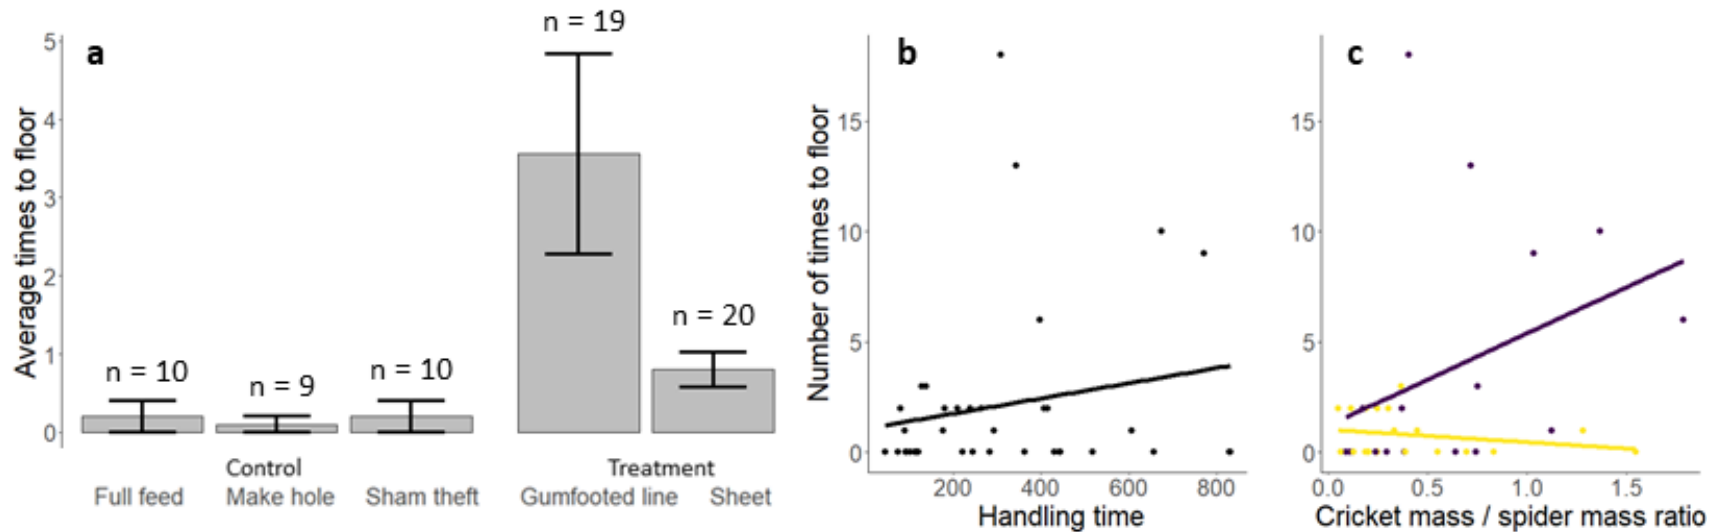 a
Average times to floor
5
4
3
2
1
0
n = 10
n = 9
n = 10
n = 19
n = 20
Control
Treatment
Full feed
Make hole
Sham theft
Gumfooted line
Sheet
b
Number of times to floor
15
10
5
0
200
400
600
800
Handling time
c
15
10
5
0
0.0
0.5
1.0
1.5
Cricket mass / spider mass ratio